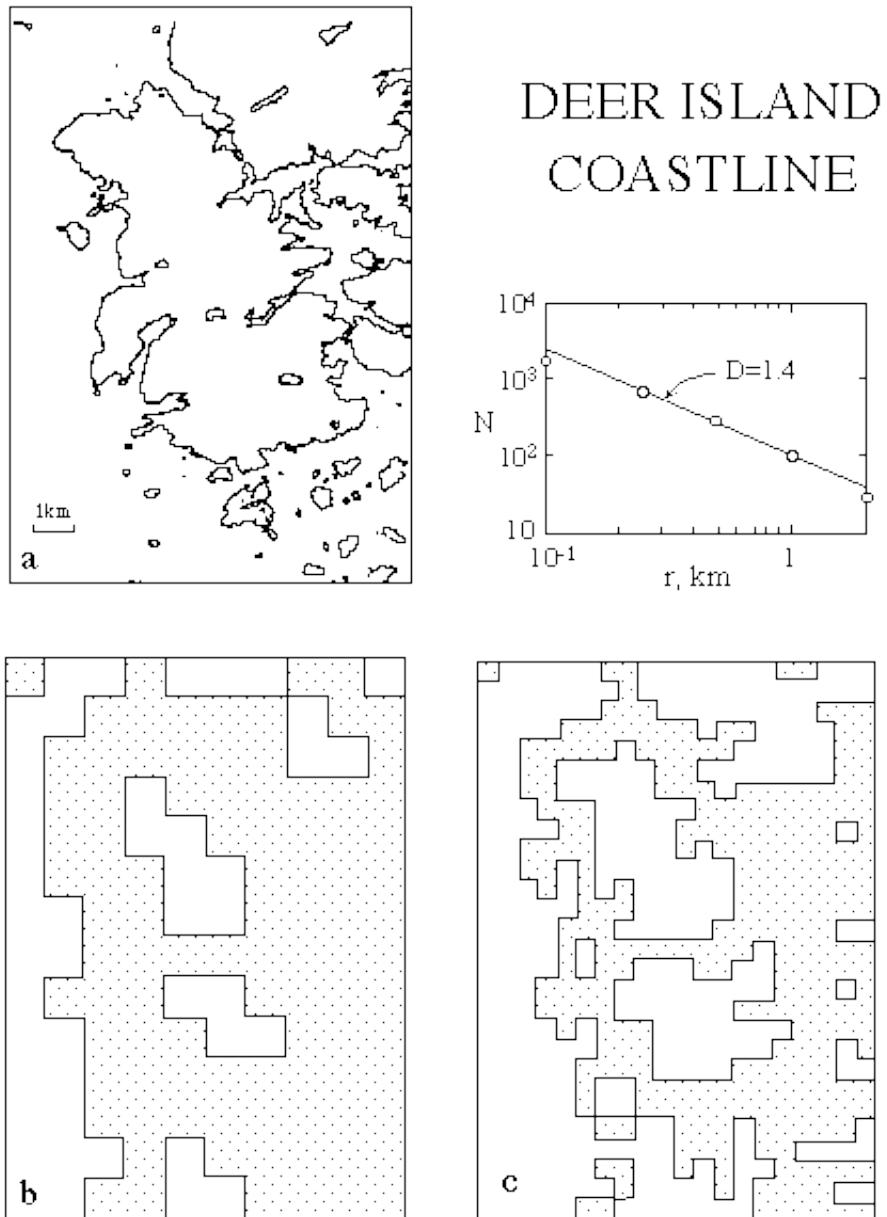 DEER ISLAND
COASTLINE
1km
a
10⁴
10³
10²
10
N
D=1.4
10⁻¹
1
r, km
b
c